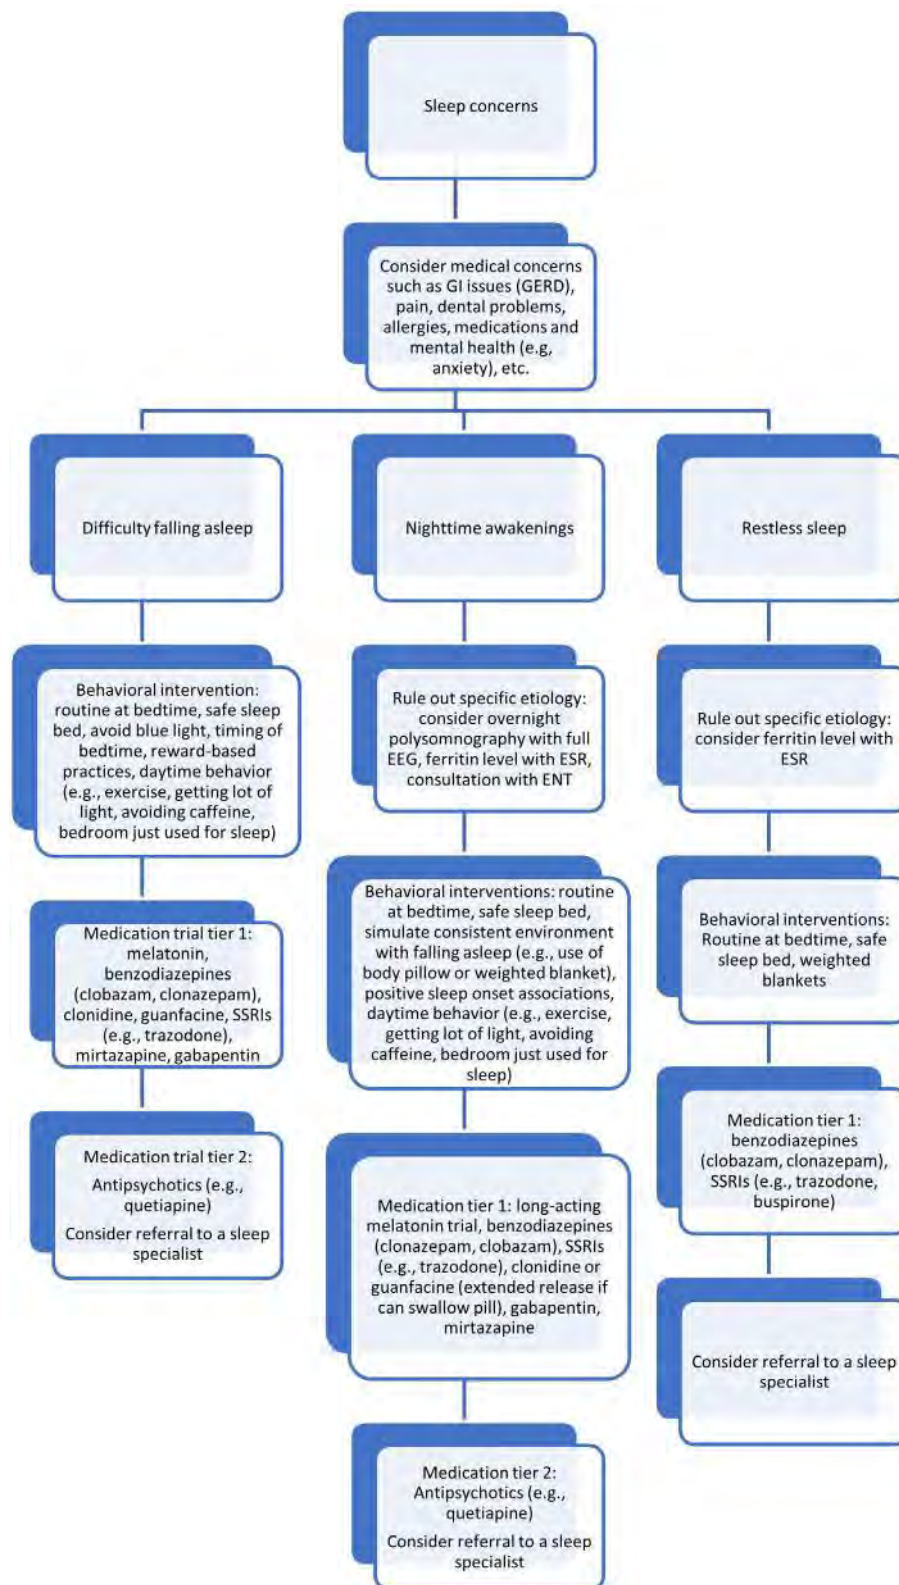 Sleep concerns
Consider medical concerns
such as GI issues (GERD),
pain, dental problems,
allergies, medications and
mental health (e.g,
anxiety), etc.
Difficulty falling asleep
Nighttime awakenings
Restless sleep
Behavioral intervention:
routine at bedtime, safe sleep
bed, avoid blue light, timing of
bedtime, reward-based
practices, daytime behavior
(e.g., exercise, getting lot of
light, avoiding caffeine,
bedroom just used for sleep)
Rule out specific etiology:
consider overnight
polysomnography with full
EEG, ferritin level with ESR,
consultation with ENT
Rule out specific etiology:
consider ferritin level with
ESR
Medication trial tier 1:
melatonin,
benzodiazepines
(clobazam, clonazepam),
clonidine, guanfacine, SSRIs
(e.g., trazodone),
mirtazapine, gabapentin
Behavioral interventions: routine
at bedtime, safe sleep bed,
simulate consistent environment
with falling asleep (e.g., use of
body pillow or weighted blanket),
positive sleep onset associations,
daytime behavior (e.g., exercise,
getting lot of light, avoiding
caffeine, bedroom just used for
sleep)
Behavioral interventions:
Routine at bedtime, safe
sleep bed, weighted
blankets
Medication trial tier 2:
Antipsychotics (e.g.,
quetiapine)
Consider referral to a sleep
specialist
Medication tier 1: long-acting
melatonin trial, benzodiazepines
(clonazepam, clobazam), SSRIs
(e.g., trazodone), clonidine or
guanfacine (extended release if
can swallow pill), gabapentin,
mirtazapine
Medication tier 1:
benzodiazepines
(clobazam, clonazepam),
SSRIs (e.g., trazodone,
buspirone)
Consider referral to a sleep
specialist
Medication tier 2:
Antipsychotics (e.g.,
quetiapine)
Consider referral to a sleep
specialist